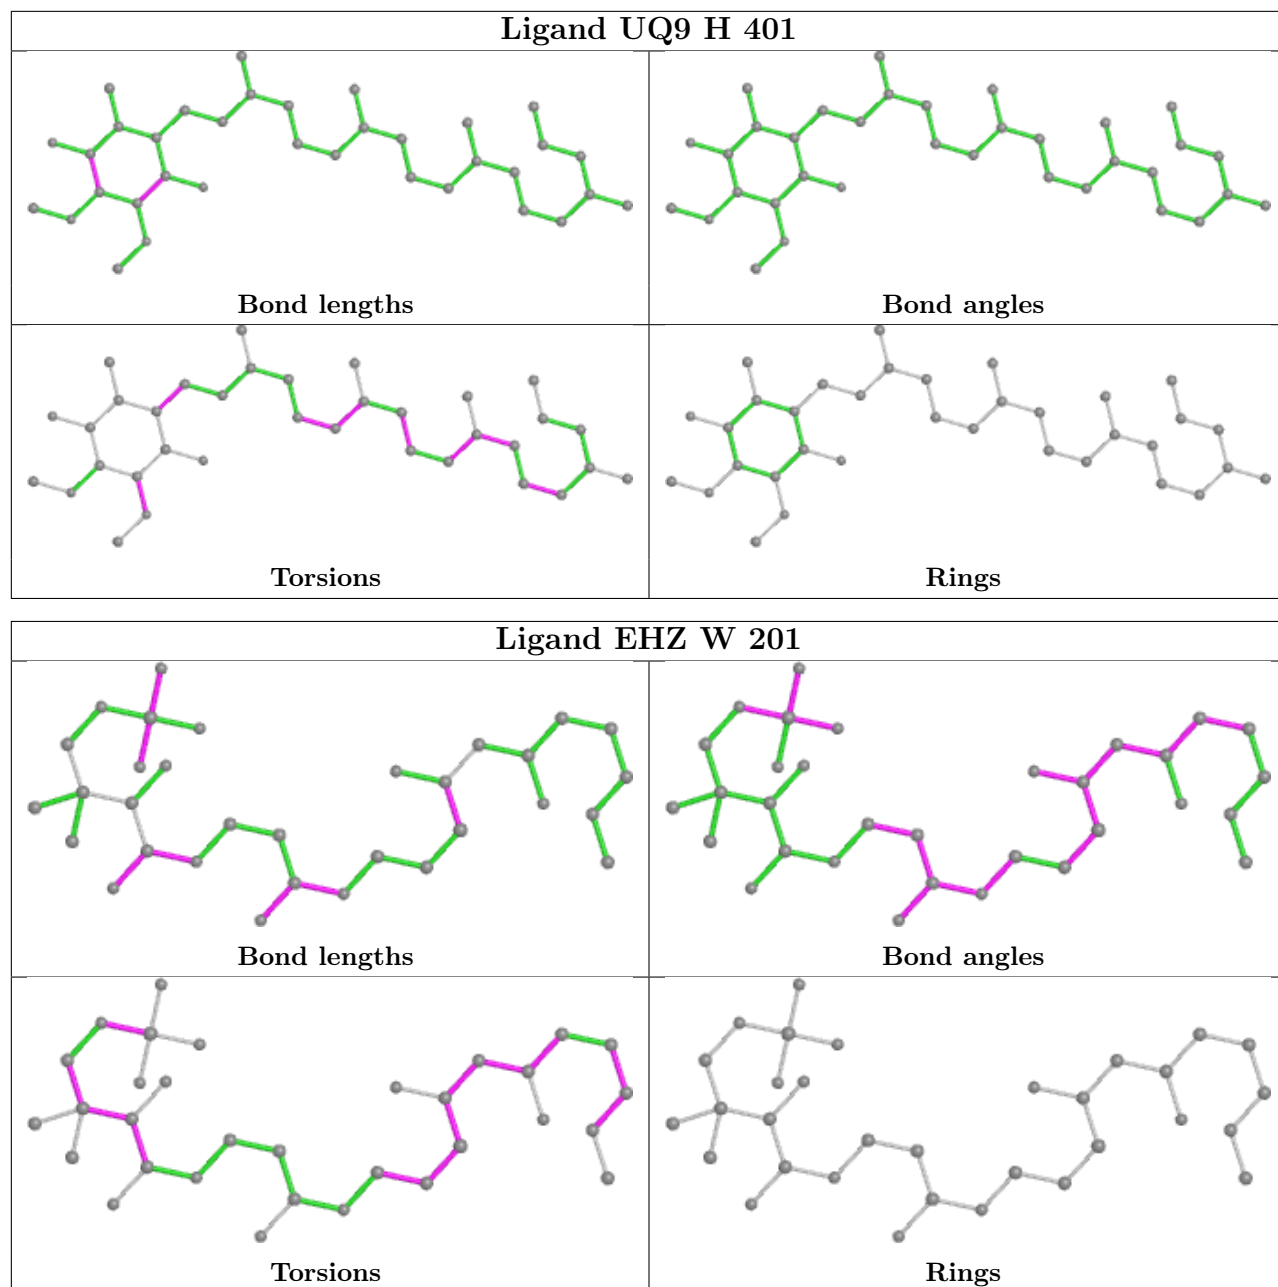 Ligand UQ9 H 401
Bond lengths
Bond angles
Torsions
Rings
Ligand EHZ W 201
Bond lengths
Bond angles
Torsions
Rings